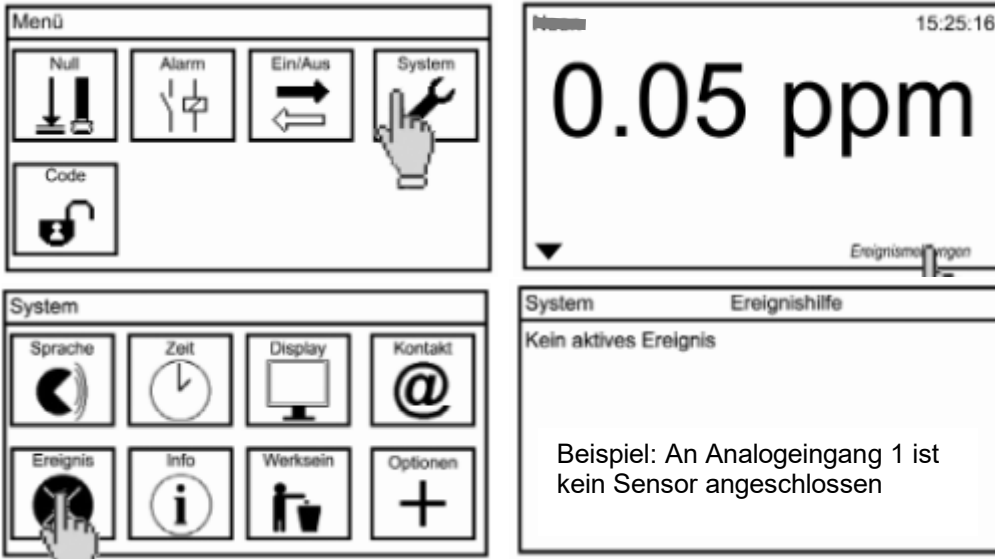 Menü
Null
Alarm
Ein/Aus
System
Code
15:25:16
0.05 ppm
System
Sprache
Zeit
Display
Kontakt
Ereignis
Info
Werksein
Optionen
System Ereignishilfe
Kein aktives Ereignis
Beispiel: An Analogeingang 1 ist
kein Sensor angeschlossen